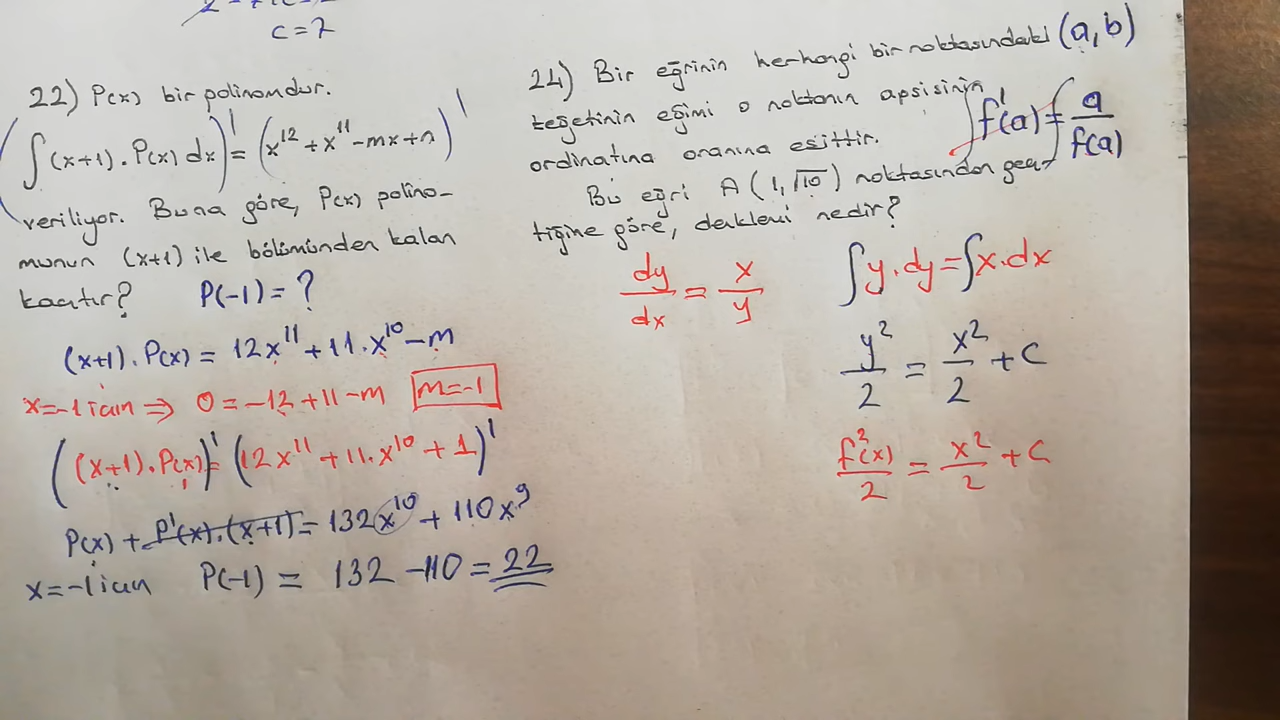 c=7
22) P(x) bir polinomdur.
(∫(x+1).P(x)dx)' = (x¹² + x¹¹ - mx + n)'
veriliyor. Buna göre, P(x) polino-
munun (x+1) ile bölümünden kalan
kaçtır? P(-1) = ?
(x+1).P(x) = 12x¹¹ + 11.x¹⁰ - m
x=-1 için ⇒ 0 = -12 + 11 - m m=-1
((x+1).P(x))' = (12x¹¹ + 11.x¹⁰ + 1)'
P(x) + P'(x).(x+1) = 132x¹⁰ + 110x⁹
x=-1 için P(-1) = 132 - 110 = 22
24) Bir eğrinin herhangi bir noktasındaki (a,b)
teğetinin eğimi o noktanın apsisinin
ordinatına oranına eşittir. ∫f'(a) = ∫a/f(a)
Bu eğri A(1,√10) noktasından geç-
tiğine göre, denklemi nedir?
dy/dx = x/y
∫y.dy = ∫x.dx
y²/2 = x²/2 + c
f²(x)/2 = x²/2 + c